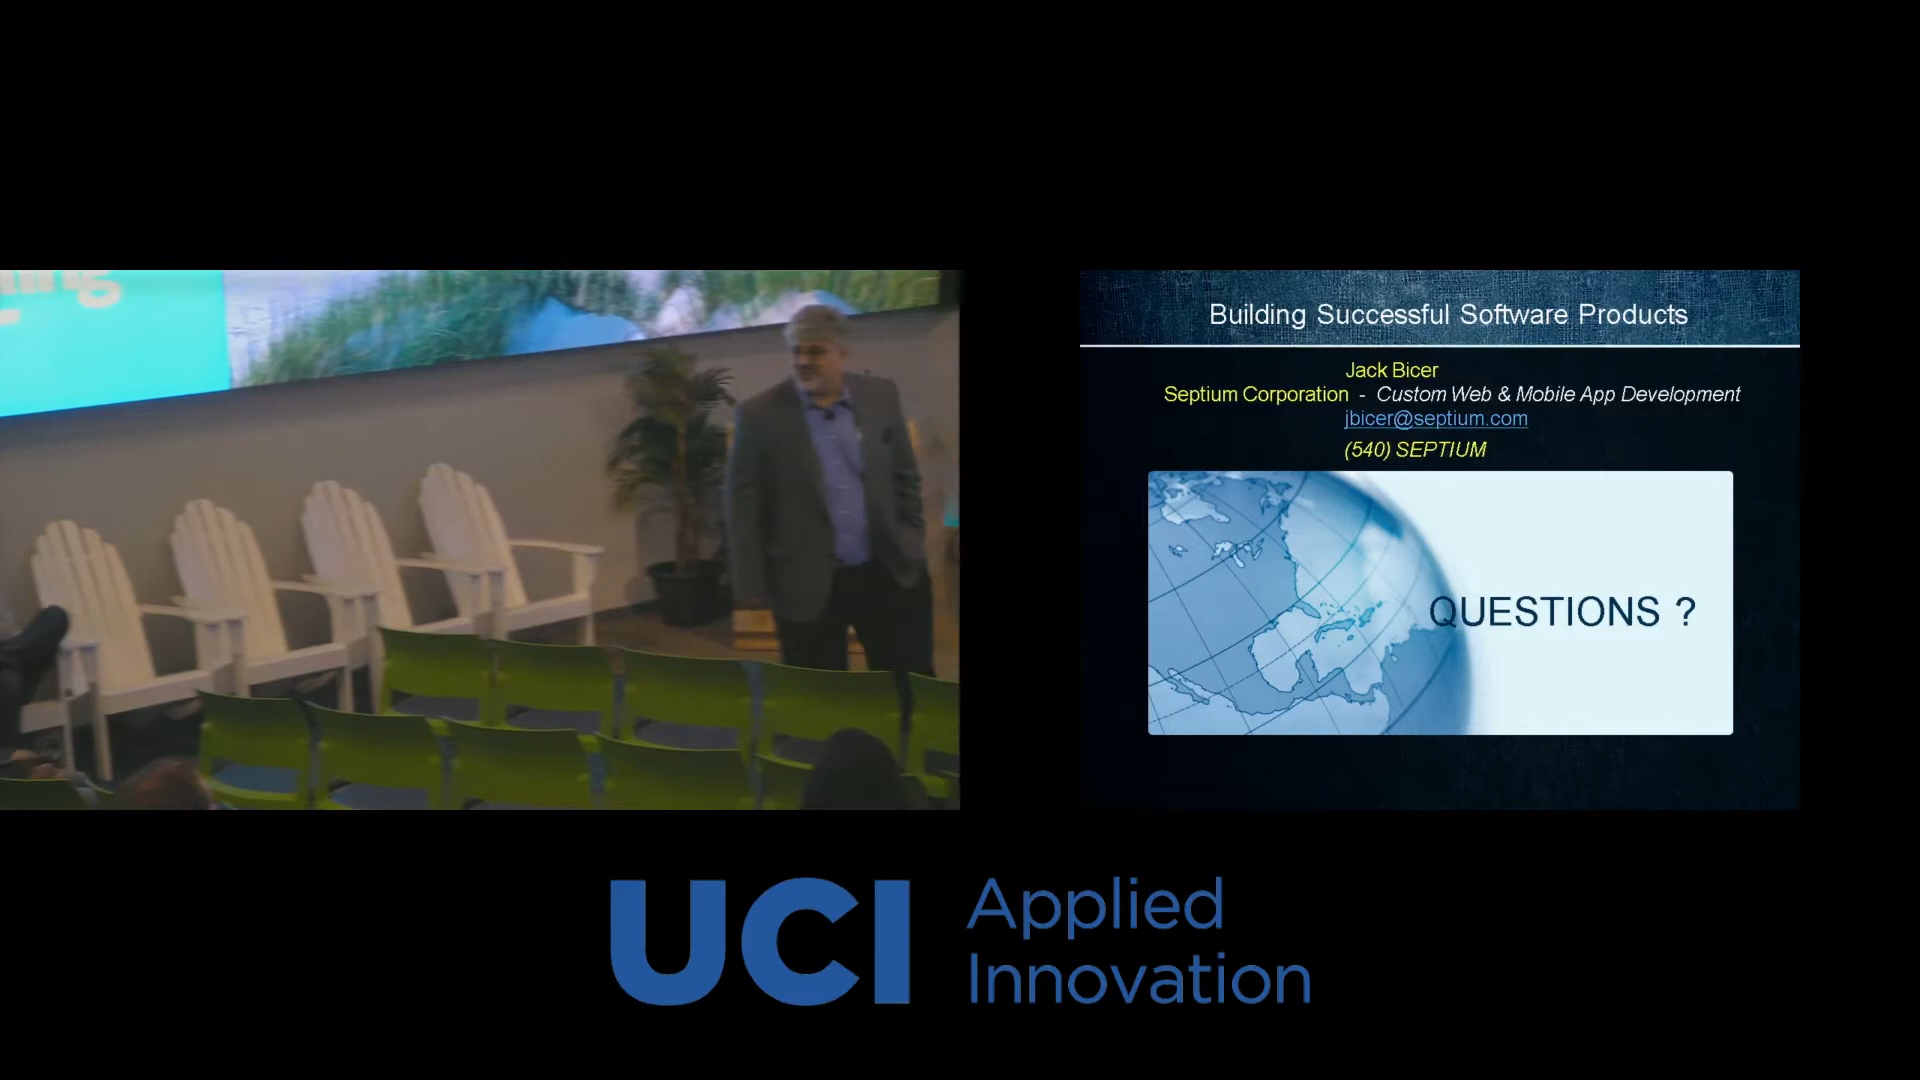 Building Successful Software Products
Jack Bicer
Septium Corporation - Custom Web & Mobile App Development
jbicer@septium.com
(540) SEPTIUM
QUESTIONS ?
UCI Applied
Innovation